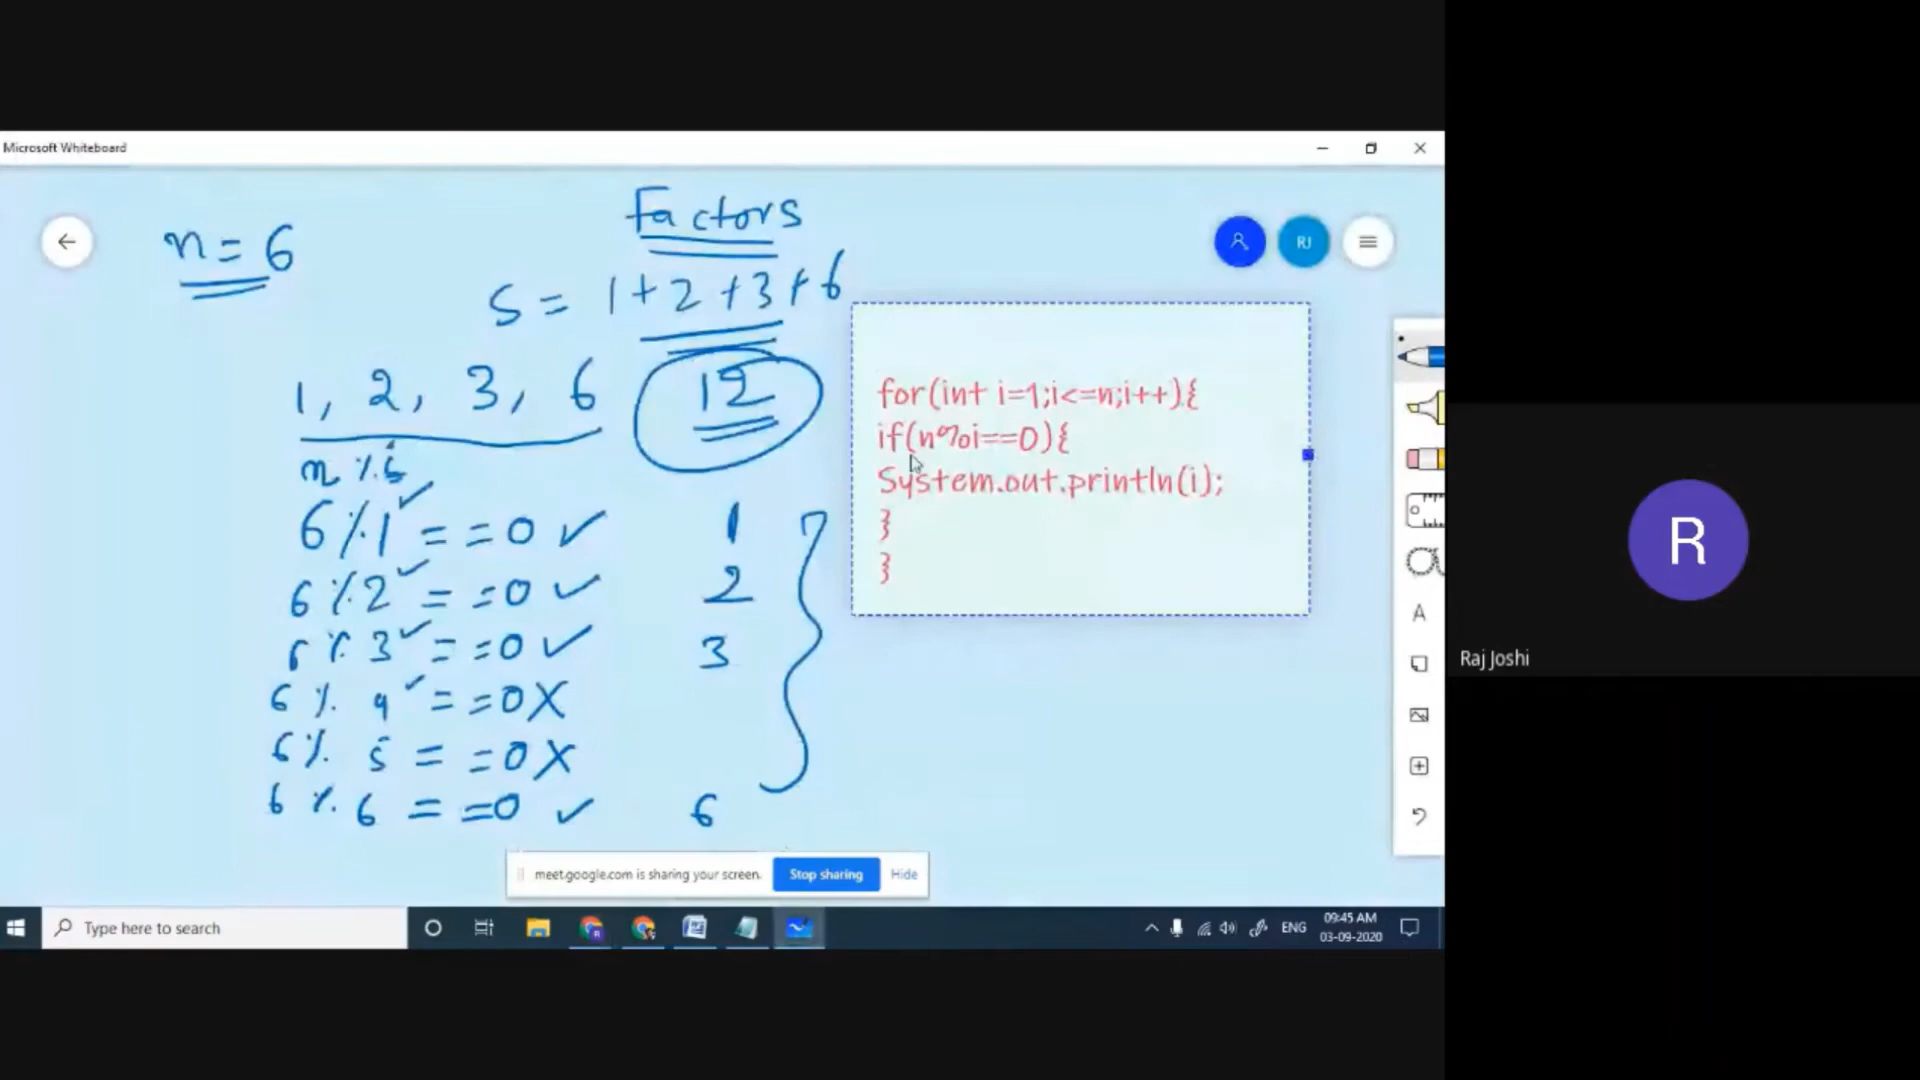 Microsoft Whiteboard
Factors
n = 6
S = 1 + 2 + 3 + 6
1, 2, 3, 6
12
n % i
6 % 1 = = 0 ✓ 1
6 % 2 = = 0 ✓ 2
6 % 3 = = 0 ✓ 3
6 % 4 = = 0 X
6 % 5 = = 0 X
6 % 6 = = 0 ✓ 6
for(int i=1;i<=n;i++){
if(n%i==0){
System.out.println(i);
}
}
RJ
A
R
Raj Joshi
meet.google.com is sharing your screen.
Stop sharing
Hide
Type here to search
ENG
09:45 AM
03-09-2020